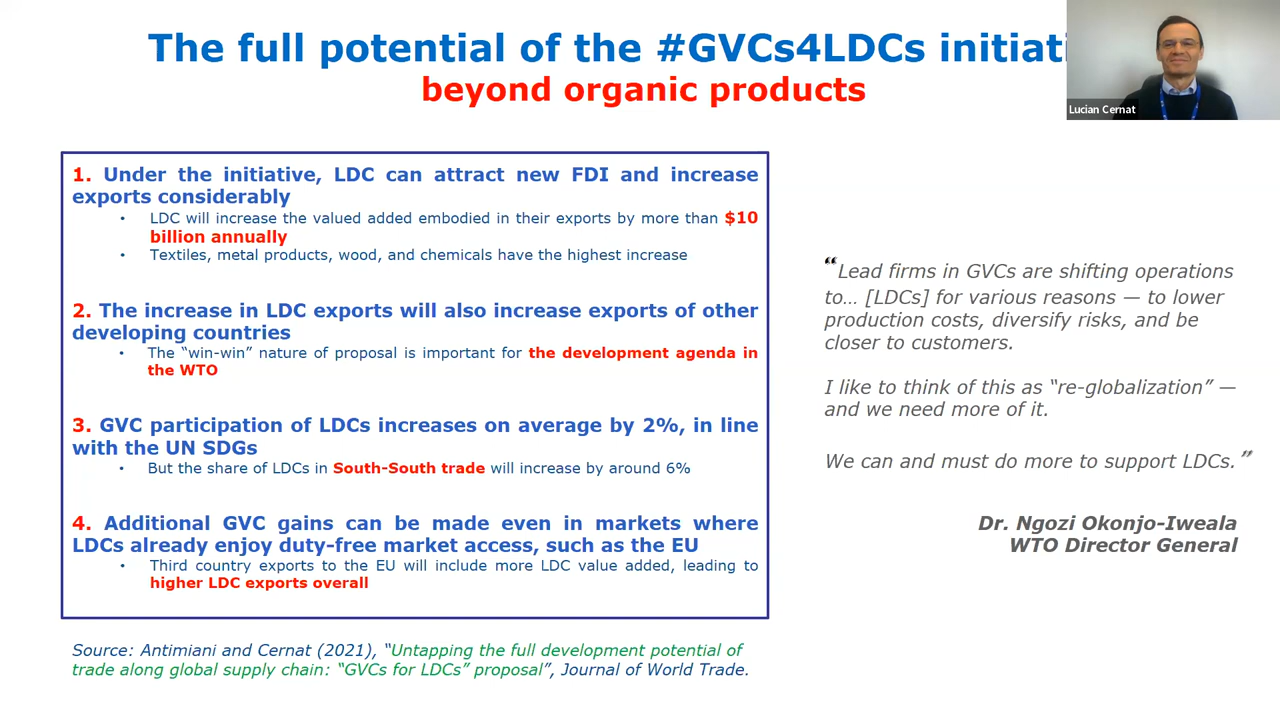 The full potential of the #GVCs4LDCs initiati
beyond organic products
Lucian Cernat
1. Under the initiative, LDC can attract new FDI and increase
exports considerably
• LDC will increase the valued added embodied in their exports by more than $10
billion annually
• Textiles, metal products, wood, and chemicals have the highest increase
2. The increase in LDC exports will also increase exports of other
developing countries
• The “win-win” nature of proposal is important for the development agenda in
the WTO
3. GVC participation of LDCs increases on average by 2%, in line
with the UN SDGs
• But the share of LDCs in South-South trade will increase by around 6%
4. Additional GVC gains can be made even in markets where
LDCs already enjoy duty-free market access, such as the EU
• Third country exports to the EU will include more LDC value added, leading to
higher LDC exports overall
Source: Antimiani and Cernat (2021), “Untapping the full development potential of
trade along global supply chain: “GVCs for LDCs” proposal”, Journal of World Trade.
“Lead firms in GVCs are shifting operations
to… [LDCs] for various reasons — to lower
production costs, diversify risks, and be
closer to customers.
I like to think of this as “re-globalization” —
and we need more of it.
We can and must do more to support LDCs.”
Dr. Ngozi Okonjo-Iweala
WTO Director General